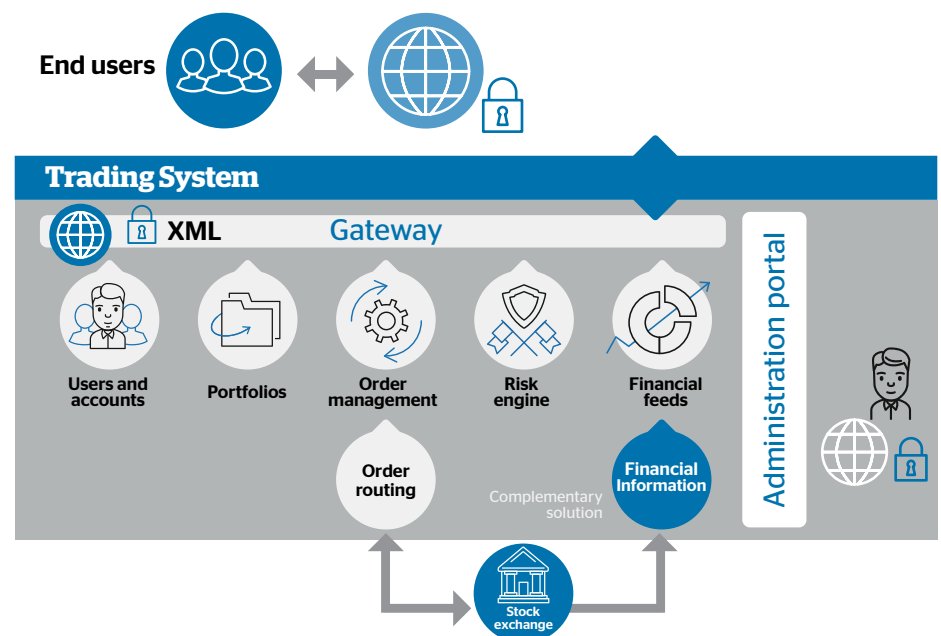 End users
Trading System
XML
Gateway
Users and
accounts
Portfolios
Order
management
Risk
engine
Financial
feeds
Order
routing
Complementary
solution
Financial
Information
Administration portal
Stock
exchange